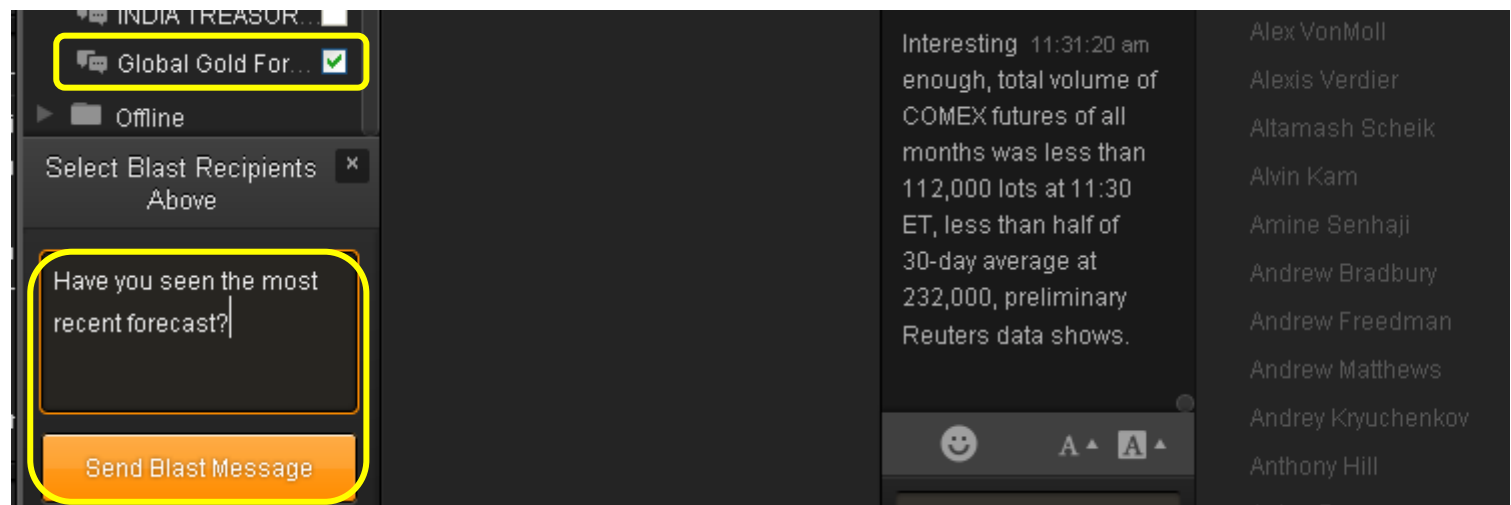 INDIA TREASUR...
Global Gold For...
Offline
Select Blast Recipients
Above
Have you seen the most
recent forecast?
Send Blast Message
Interesting 11:31:20 am
enough, total volume of
COMEX futures of all
months was less than
112,000 lots at 11:30
ET, less than half of
30-day average at
232,000, preliminary
Reuters data shows.
A A
Alex VonMoll
Alexis Verdier
Altamash Scheik
Alvin Kam
Amine Senhaji
Andrew Bradbury
Andrew Freedman
Andrew Matthews
Andrey Kryuchenkov
Anthony Hill